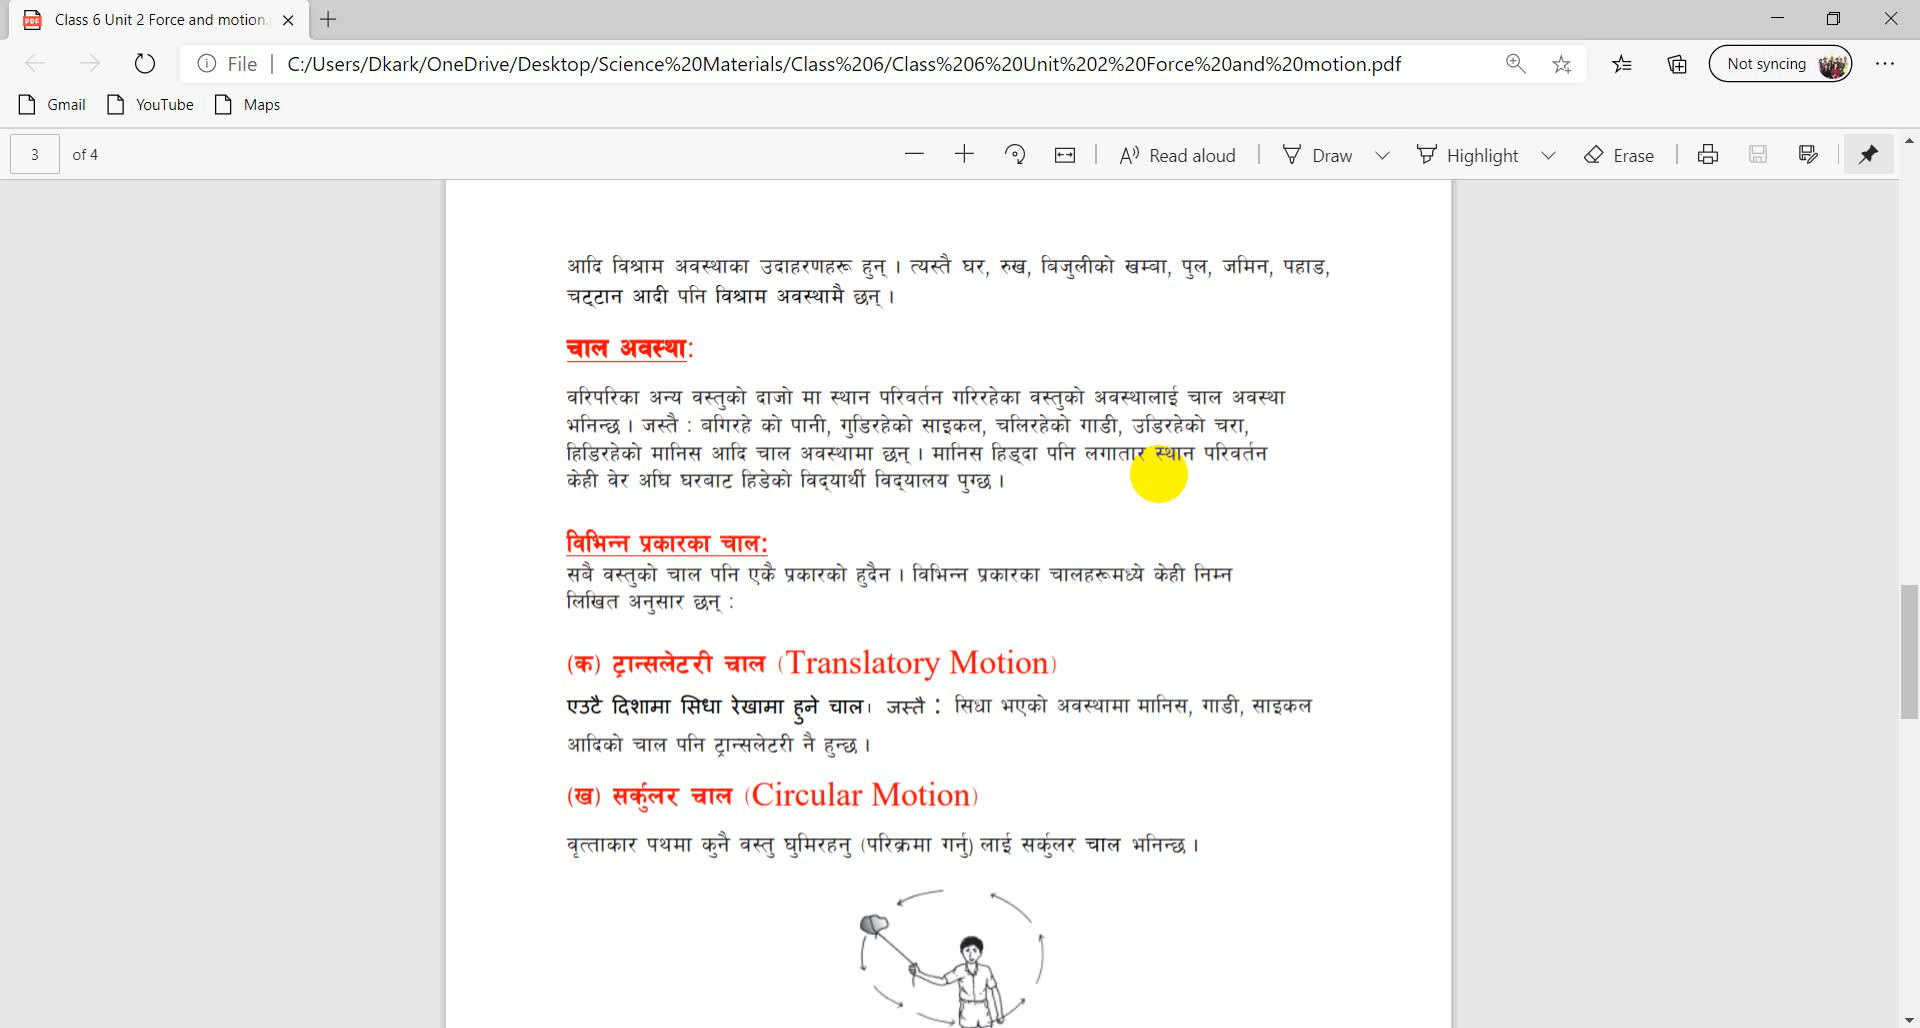 Class 6 Unit 2 Force and motion.
File
C:/Users/Dkark/OneDrive/Desktop/Science%20Materials/Class%206/Class%206%20Unit%202%20Force%20and%20motion.pdf
Not syncing
Gmail
YouTube
Maps
3
of 4
Read aloud
Draw
Highlight
Erase
आदि विश्राम अवस्थाका उदाहरणहरू हुन् । त्यस्तै घर, रुख, बिजुलीको खम्बा, पुल, जमिन, पहाड,
चट्टान आदी पनि विश्राम अवस्थामै छन् ।
चाल अवस्था:
वरिपरिका अन्य वस्तुको दाजो मा स्थान परिवर्तन गरिरहेका वस्तुको अवस्थालाई चाल अवस्था
भनिन्छ । जस्तै : बगिरहे को पानी, गुडिरहेको साइकल, चलिरहेको गाडी, उडिरहेको चरा,
हिडिरहेको मानिस आदि चाल अवस्थामा छन् । मानिस हिड्दा पनि लगातार स्थान परिवर्तन
केही वेर अघि घरबाट हिडेको विद्यार्थी विद्यालय पुग्छ ।
विभिन्न प्रकारका चाल:
सबै वस्तुको चाल पनि एकै प्रकारको हुदैन । विभिन्न प्रकारका चालहरूमध्ये केही निम्न
लिखित अनुसार छन् :
(क) ट्रान्सलेटरी चाल (Translatory Motion)
एउटै दिशामा सिधा रेखामा हुने चाल। जस्तै : सिधा भएको अवस्थामा मानिस, गाडी, साइकल
आदिको चाल पनि ट्रान्सलेटरी नै हुन्छ ।
(ख) सर्कुलर चाल (Circular Motion)
वृत्ताकार पथमा कुनै वस्तु घुमिरहनु (परिक्रमा गर्नु) लाई सर्कुलर चाल भनिन्छ ।